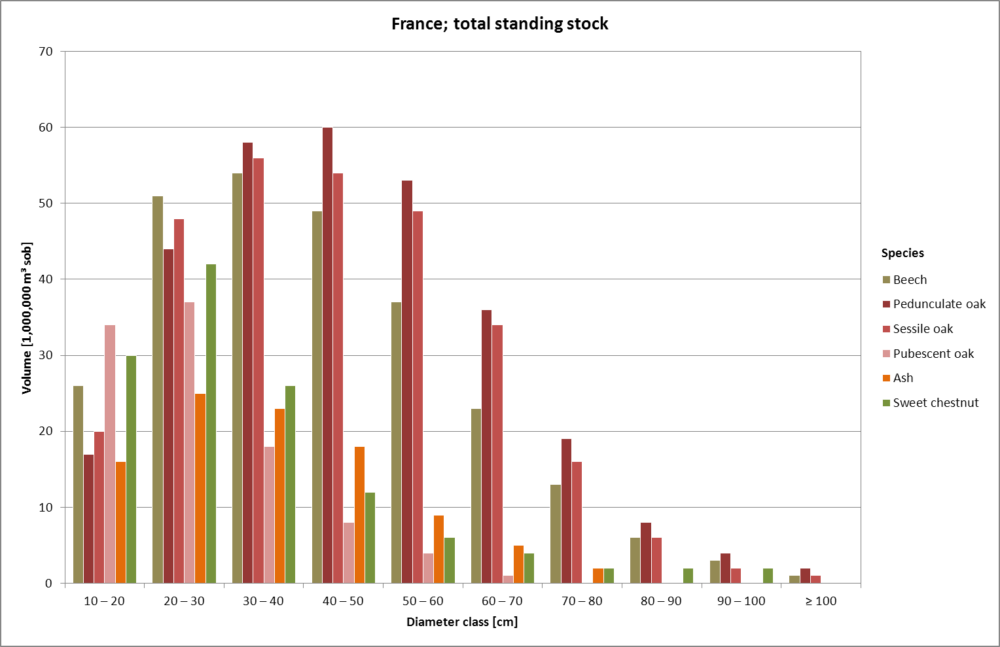 France; total standing stock
70
60
50
40
30
20
10
0
Volume [1,000,000 m³ sob]
10 – 20 20 – 30 30 – 40 40 – 50 50 – 60 60 – 70 70 – 80 80 – 90 90 – 100 ≥ 100
Diameter class [cm]
Species
Beech
Pedunculate oak
Sessile oak
Pubescent oak
Ash
Sweet chestnut